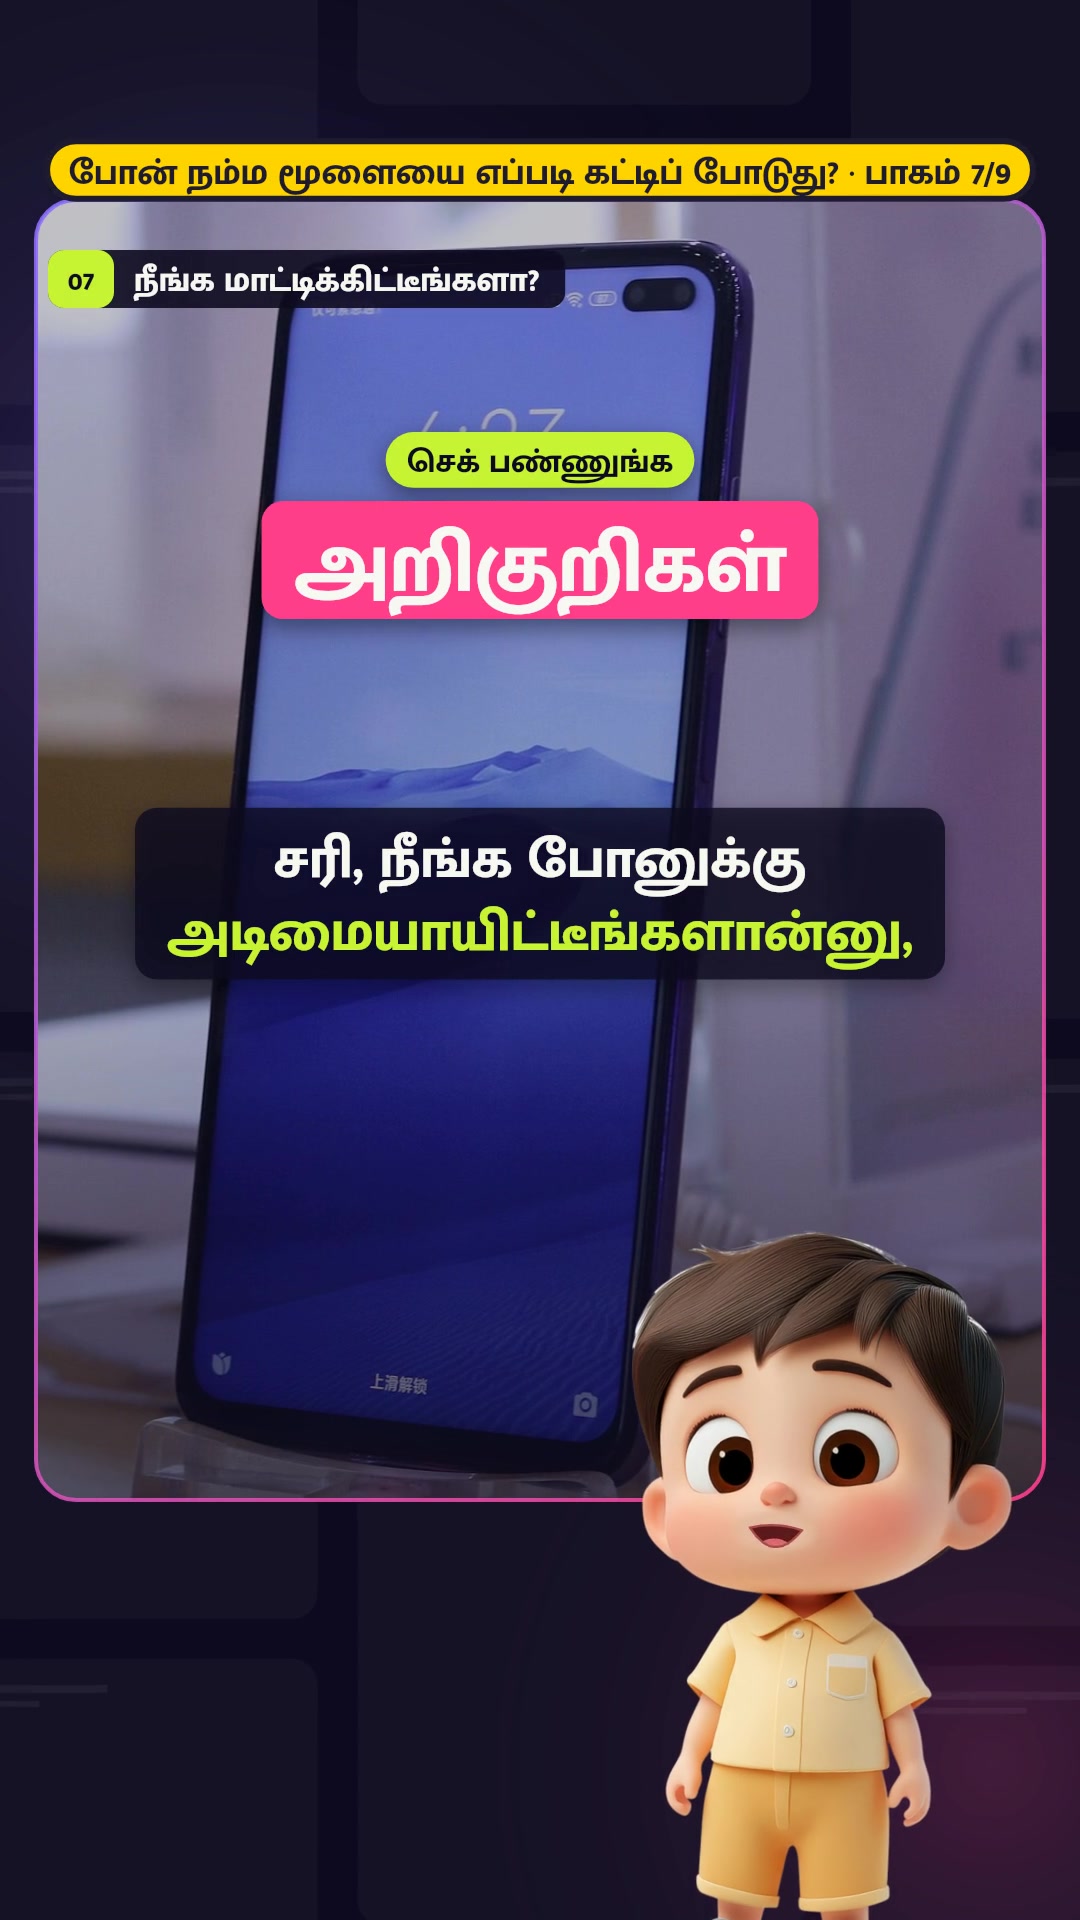 போன் நம்ம மூளையை எப்படி கட்டிப் போடுது? · பாகம் 7/9
07 நீங்க மாட்டிக்கிட்டீங்களா?
செக் பண்ணுங்க
அறிகுறிகள்
சரி, நீங்க போனுக்கு
அடிமையாயிட்டீங்களான்னு,
上滑解锁